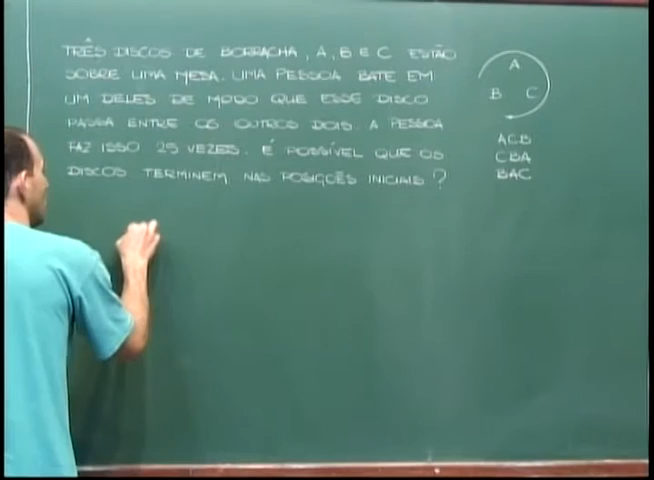 TRÊS DISCOS DE BORRACHA, A, B E C ESTÃO
SOBRE UMA MESA. UMA PESSOA BATE EM
UM DELES DE MODO QUE ESSE DISCO
PASSA ENTRE OS OUTROS DOIS. A PESSOA
FAZ ISSO 25 VEZES. É POSSÍVEL QUE OS
DISCOS TERMINEM NAS POSIÇÕES INICIAIS?
A
B C
ACB
CBA
BAC